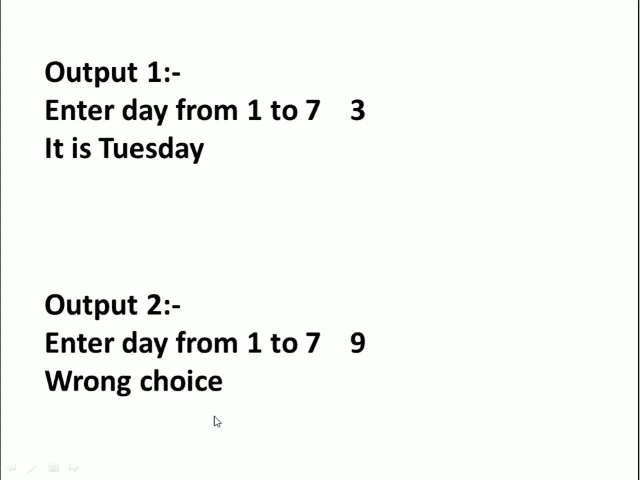 Output 1:-
Enter day from 1 to 7 3
It is Tuesday
Output 2:-
Enter day from 1 to 7 9
Wrong choice